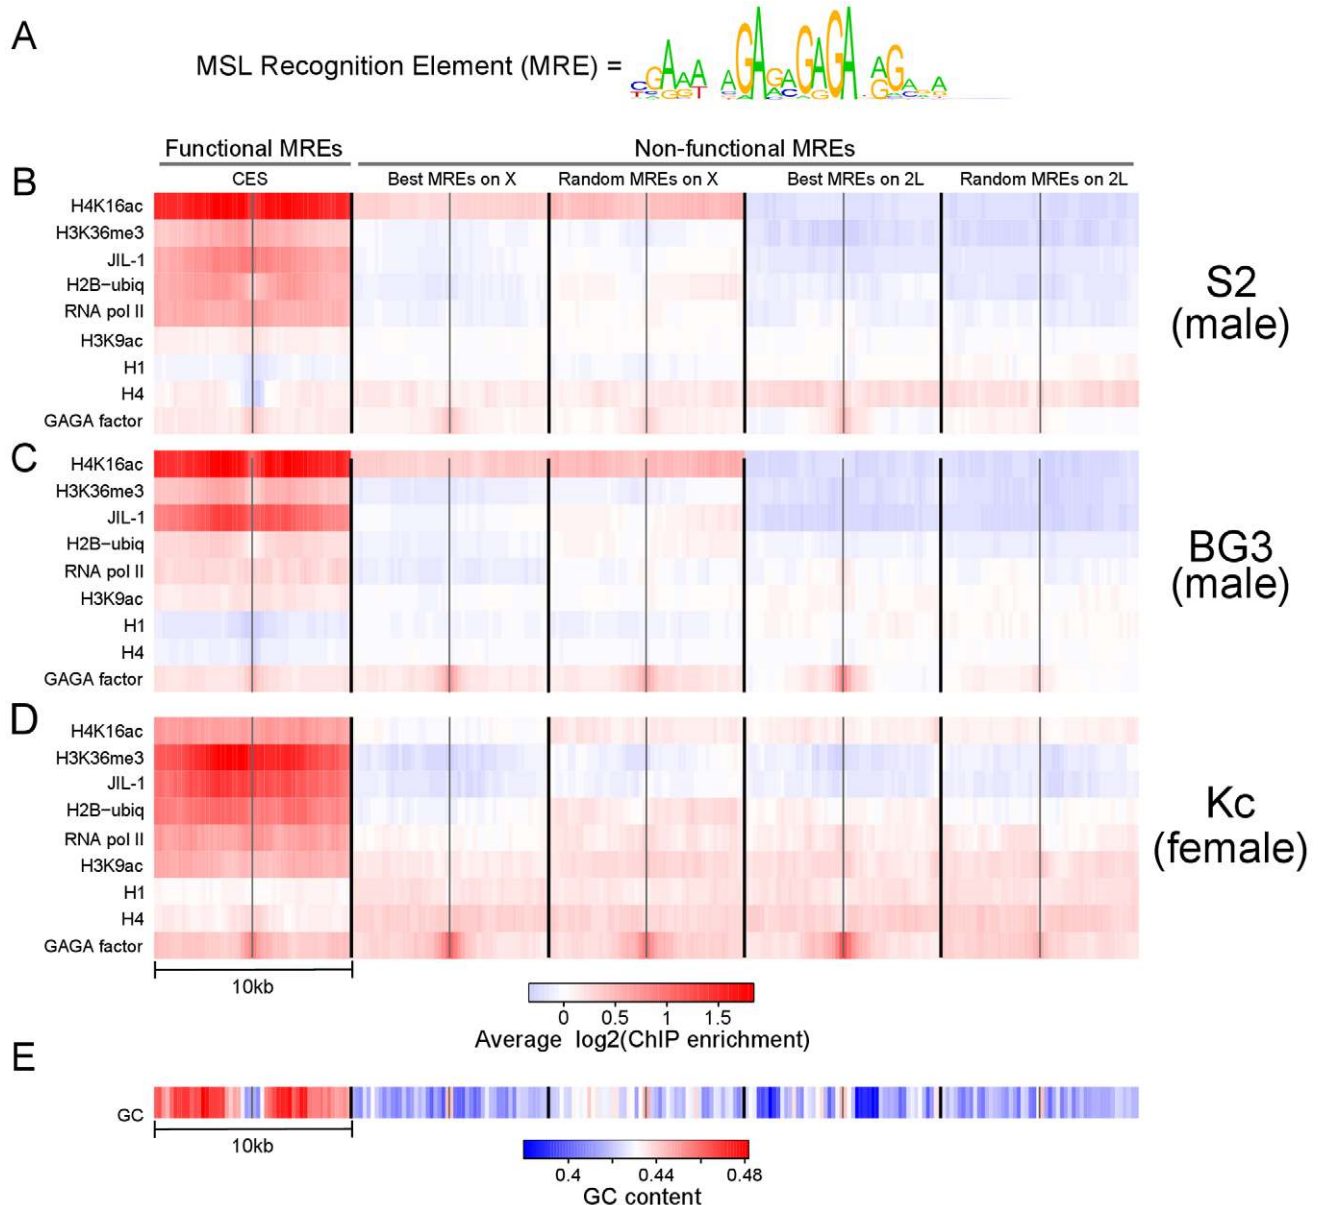 A
MSL Recognition Element (MRE) =
Functional MREs
Non-functional MREs
B
CES
Best MREs on X
Random MREs on X
Best MREs on 2L
Random MREs on 2L
H4K16ac
H3K36me3
JIL-1
H2B-ubiq
RNA pol II
H3K9ac
H1
H4
GAGA factor
S2
(male)
C
H4K16ac
H3K36me3
JIL-1
H2B-ubiq
RNA pol II
H3K9ac
H1
H4
GAGA factor
BG3
(male)
D
H4K16ac
H3K36me3
JIL-1
H2B-ubiq
RNA pol II
H3K9ac
H1
H4
GAGA factor
Kc
(female)
10kb
0 0.5 1 1.5
Average log2(ChIP enrichment)
E
GC
10kb
0.4 0.44 0.48
GC content